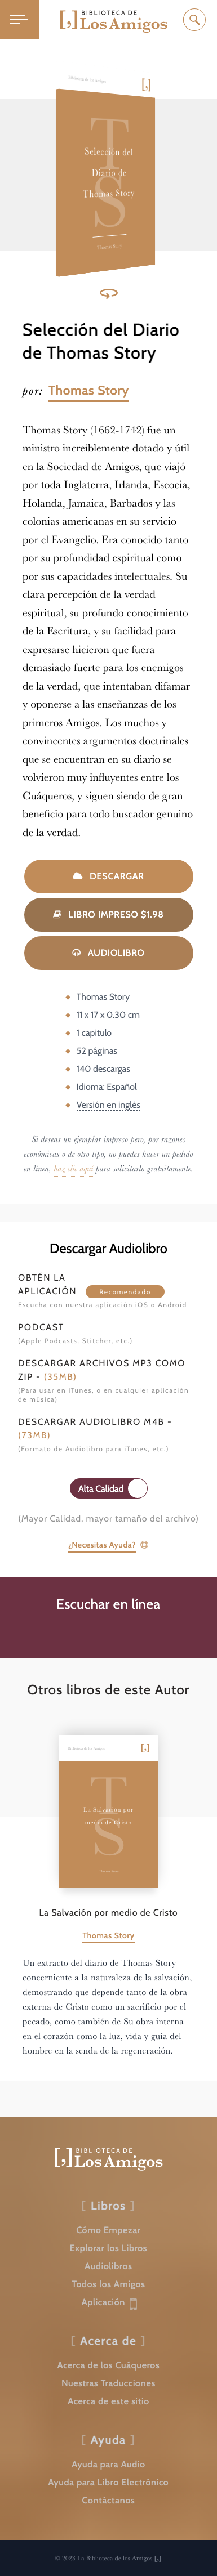 BIBLIOTECA DE
Los Amigos
Biblioteca de los Amigos
Selección del
Diario de
Thomas Story
Thomas Story
Selección del Diario
de Thomas Story
por: Thomas Story
Thomas Story (1662-1742) fue un
ministro increíblemente dotado y útil
en la Sociedad de Amigos, que viajó
por toda Inglaterra, Irlanda, Escocia,
Holanda, Jamaica, Barbados y las
colonias americanas en su servicio
por el Evangelio. Era conocido tanto
por su profundidad espiritual como
por sus capacidades intelectuales. Su
clara percepción de la verdad
espiritual, su profundo conocimiento
de la Escritura, y su facilidad para
expresarse hicieron que fuera
demasiado fuerte para los enemigos
de la verdad, que intentaban difamar
y oponerse a las enseñanzas de los
primeros Amigos. Los muchos y
convincentes argumentos doctrinales
que se encuentran en su diario se
volvieron muy influyentes entre los
Cuáqueros, y siguen siendo de gran
beneficio para todo buscador genuino
de la verdad.
DESCARGAR
LIBRO IMPRESO $1.98
AUDIOLIBRO
Thomas Story
11 x 17 x 0.30 cm
1 capitulo
52 páginas
140 descargas
Idioma: Español
Versión en inglés
Si deseas un ejemplar impreso pero, por razones
económicas o de otro tipo, no puedes hacer un pedido
en línea, haz clic aquí para solicitarlo gratuitamente.
Descargar Audiolibro
OBTÉN LA
APLICACIÓN Recomendado
Escucha con nuestra aplicación iOS o Android
PODCAST
(Apple Podcasts, Stitcher, etc.)
DESCARGAR ARCHIVOS MP3 COMO
ZIP - (35MB)
(Para usar en iTunes, o en cualquier aplicación
de música)
DESCARGAR AUDIOLIBRO M4B -
(73MB)
(Formato de Audiolibro para iTunes, etc.)
Alta Calidad
(Mayor Calidad, mayor tamaño del archivo)
¿Necesitas Ayuda?
Escuchar en línea
Otros libros de este Autor
Biblioteca de los Amigos
La Salvación por
medio de Cristo
Thomas Story
La Salvación por medio de Cristo
Thomas Story
Un extracto del diario de Thomas Story
concerniente a la naturaleza de la salvación,
demostrando que depende tanto de la obra
externa de Cristo como un sacrificio por el
pecado, como también de Su obra interna
en el corazón como la luz, vida y guía del
hombre en la senda de la regeneración.
BIBLIOTECA DE
Los Amigos
[ Libros ]
Cómo Empezar
Explorar los Libros
Audiolibros
Todos los Amigos
Aplicación
[ Acerca de ]
Acerca de los Cuáqueros
Nuestras Traducciones
Acerca de este sitio
[ Ayuda ]
Ayuda para Audio
Ayuda para Libro Electrónico
Contáctanos
© 2023 La Biblioteca de los Amigos